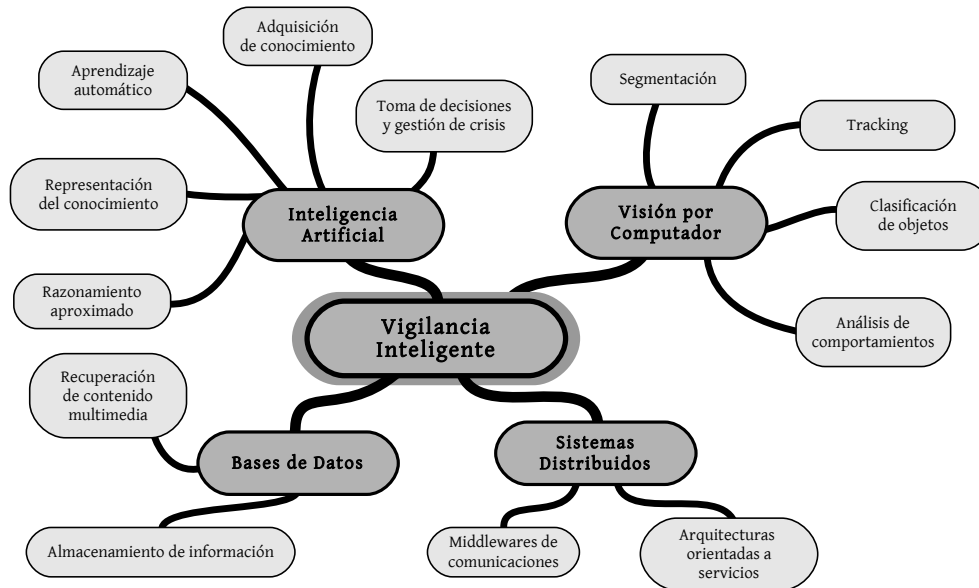 Adquisición
de conocimiento
Aprendizaje
automático
Toma de decisiones
y gestión de crisis
Representación
del conocimiento
Inteligencia
Artificial
Razonamiento
aproximado
Segmentación
Tracking
Visión por
Computador
Clasificación
de objetos
Análisis de
comportamientos
Vigilancia
Inteligente
Recuperación
de contenido
multimedia
Bases de Datos
Almacenamiento de información
Sistemas
Distribuidos
Middlewares de
comunicaciones
Arquitecturas
orientadas a
servicios